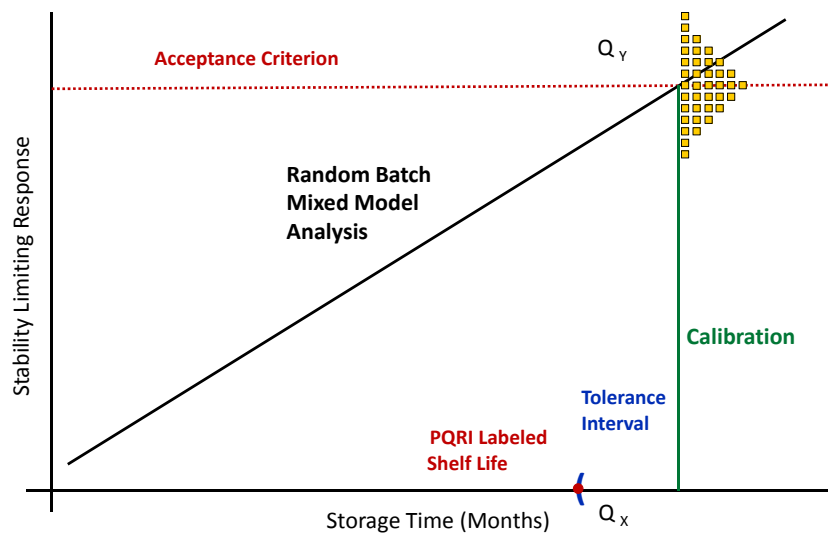 Acceptance Criterion
Q Y
Stability Limiting Response
Random Batch
Mixed Model
Analysis
Calibration
Tolerance
Interval
PQRI Labeled
Shelf Life
(
Storage Time (Months)
Q X